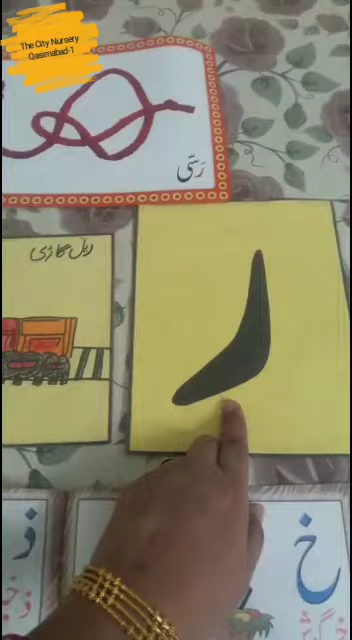 The City Nursery
Qasimabad-1
رَسّی
ریل گاڑی
ر
خ